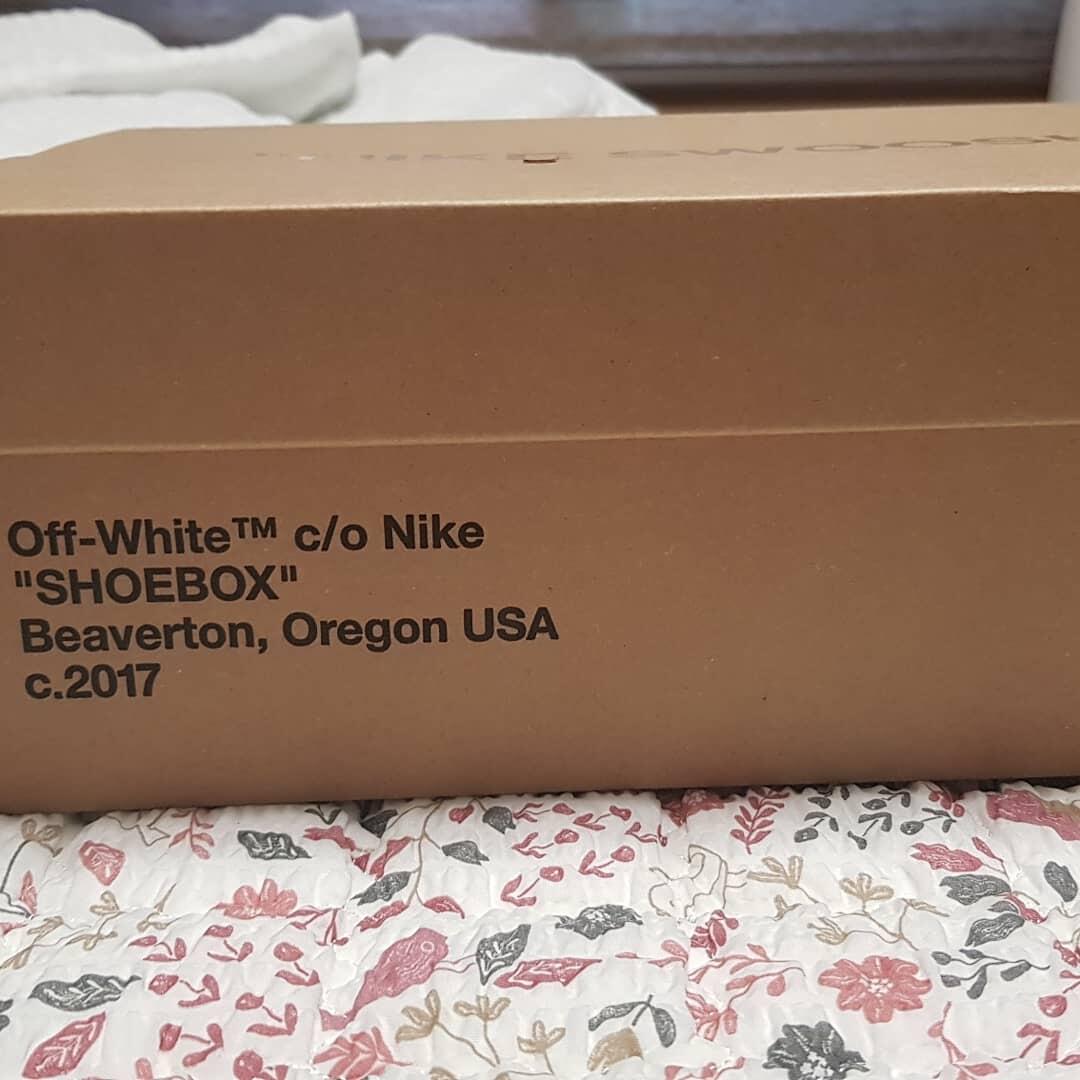 Off-White™ c/o Nike
"SHOEBOX"
Beaverton, Oregon USA
c.2017